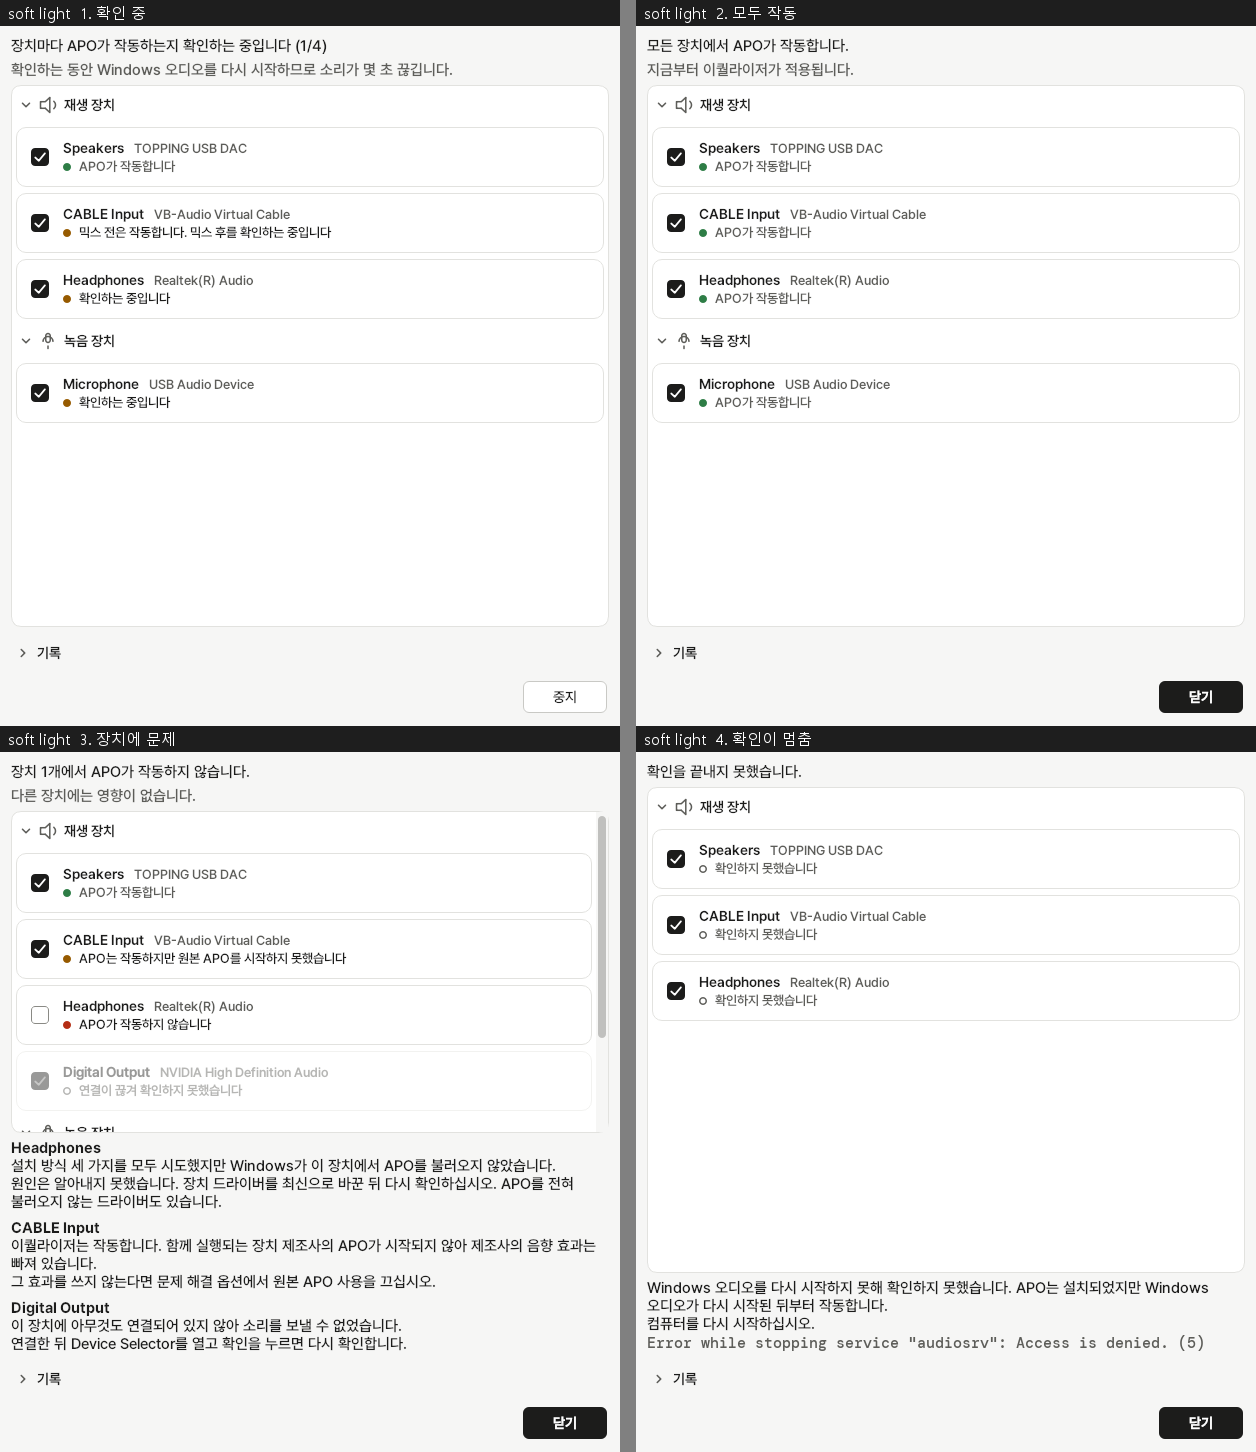 soft light 1. 확인 중
장치마다 APO가 작동하는지 확인하는 중입니다 (1/4)
확인하는 동안 Windows 오디오를 다시 시작하므로 소리가 몇 초 끊깁니다.
재생 장치
Speakers TOPPING USB DAC
APO가 작동합니다
CABLE Input VB-Audio Virtual Cable
믹스 전은 작동합니다. 믹스 후를 확인하는 중입니다
Headphones Realtek(R) Audio
확인하는 중입니다
녹음 장치
Microphone USB Audio Device
확인하는 중입니다
기록
중지
soft light 2. 모두 작동
모든 장치에서 APO가 작동합니다.
지금부터 이퀄라이저가 적용됩니다.
재생 장치
Speakers TOPPING USB DAC
APO가 작동합니다
CABLE Input VB-Audio Virtual Cable
APO가 작동합니다
Headphones Realtek(R) Audio
APO가 작동합니다
녹음 장치
Microphone USB Audio Device
APO가 작동합니다
기록
닫기
soft light 3. 장치에 문제
장치 1개에서 APO가 작동하지 않습니다.
다른 장치에는 영향이 없습니다.
재생 장치
Speakers TOPPING USB DAC
APO가 작동합니다
CABLE Input VB-Audio Virtual Cable
APO는 작동하지만 원본 APO를 시작하지 못했습니다
Headphones Realtek(R) Audio
APO가 작동하지 않습니다
Digital Output NVIDIA High Definition Audio
연결이 끊겨 확인하지 못했습니다
녹음 장치
Headphones
설치 방식 세 가지를 모두 시도했지만 Windows가 이 장치에서 APO를 불러오지 않았습니다.
원인은 알아내지 못했습니다. 장치 드라이버를 최신으로 바꾼 뒤 다시 확인하십시오. APO를 전혀
불러오지 않는 드라이버도 있습니다.
CABLE Input
이퀄라이저는 작동합니다. 함께 실행되는 장치 제조사의 APO가 시작되지 않아 제조사의 음향 효과는
빠져 있습니다.
그 효과를 쓰지 않는다면 문제 해결 옵션에서 원본 APO 사용을 끄십시오.
Digital Output
이 장치에 아무것도 연결되어 있지 않아 소리를 보낼 수 없었습니다.
연결한 뒤 Device Selector를 열고 확인을 누르면 다시 확인합니다.
기록
닫기
soft light 4. 확인이 멈춤
확인을 끝내지 못했습니다.
재생 장치
Speakers TOPPING USB DAC
확인하지 못했습니다
CABLE Input VB-Audio Virtual Cable
확인하지 못했습니다
Headphones Realtek(R) Audio
확인하지 못했습니다
Windows 오디오를 다시 시작하지 못해 확인하지 못했습니다. APO는 설치되었지만 Windows
오디오가 다시 시작된 뒤부터 작동합니다.
컴퓨터를 다시 시작하십시오.
Error while stopping service "audiosrv": Access is denied. (5)
기록
닫기